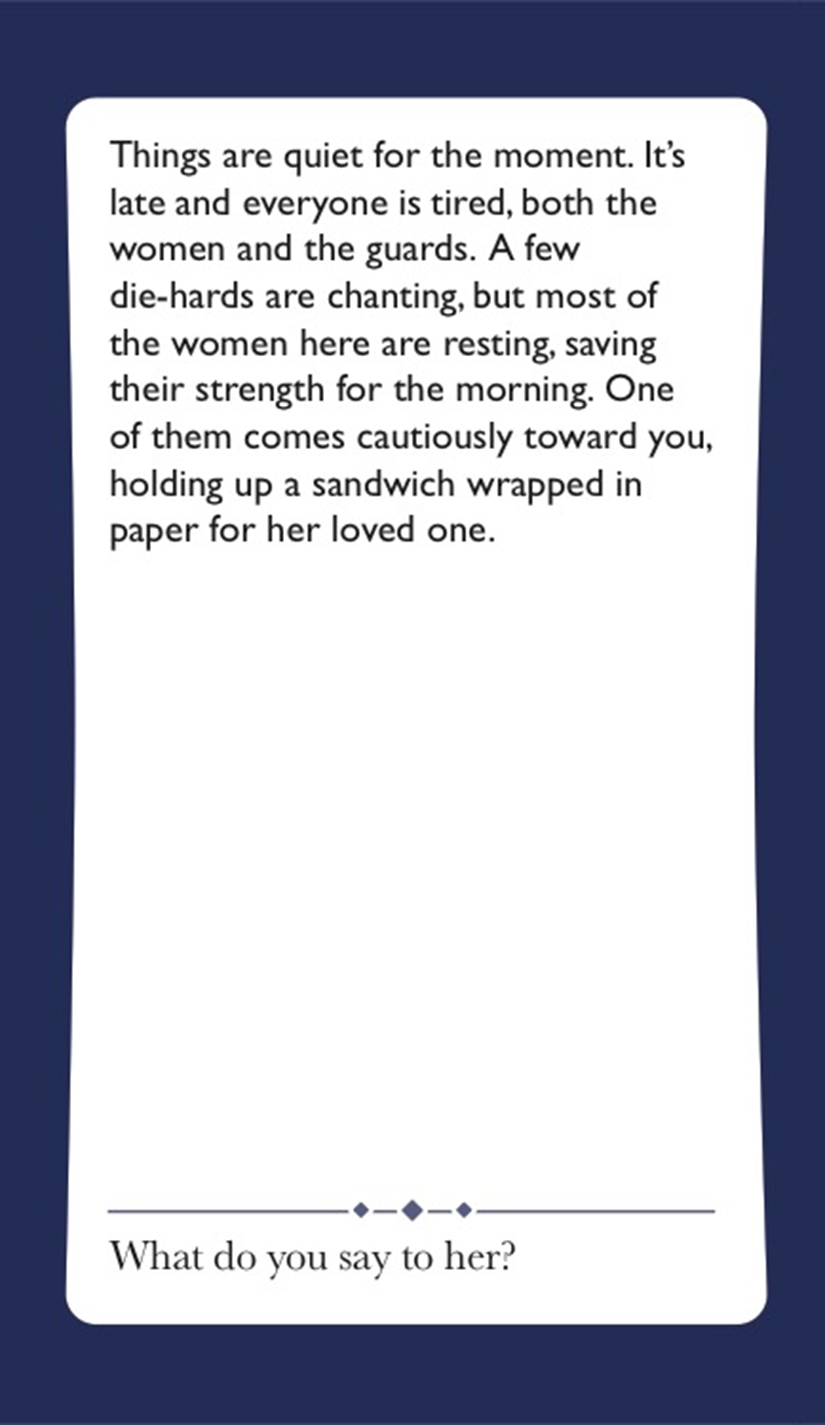 Things are quiet for the moment. It’s
late and everyone is tired, both the
women and the guards. A few
die-hards are chanting, but most of
the women here are resting, saving
their strength for the morning. One
of them comes cautiously toward you,
holding up a sandwich wrapped in
paper for her loved one.
What do you say to her?